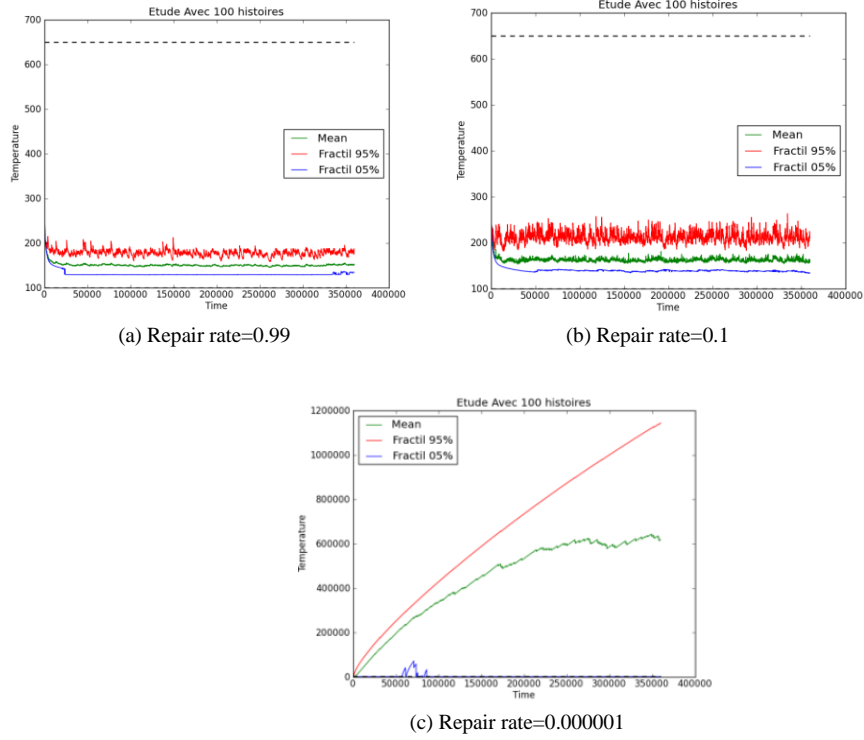 Etude Avec 100 histoires
700
600
500
400
300
200
100
Temperature
Mean
Fractil 95%
Fractil 05%
0 50000 100000 150000 200000 250000 300000 350000 400000
Time
(a) Repair rate=0.99
Etude Avec 100 histoires
700
600
500
400
300
200
100
Temperature
Mean
Fractil 95%
Fractil 05%
0 50000 100000 150000 200000 250000 300000 350000 400000
Time
(b) Repair rate=0.1
Etude Avec 100 histoires
1200000
1000000
800000
600000
400000
200000
0
Temperature
Mean
Fractil 95%
Fractil 05%
0 50000 100000 150000 200000 250000 300000 350000 400000
Time
(c) Repair rate=0.000001